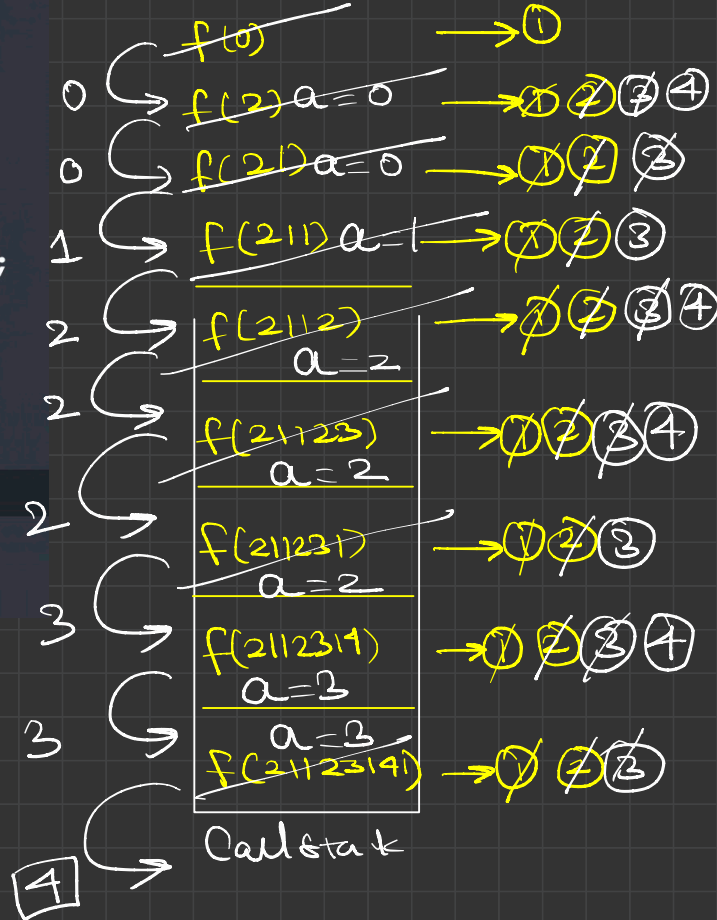 f(0) → ①
0 f(2) a=0 → ① ② ③ ④
0 f(21) a=0 → ① ② ③
1 f(211) a=1 → ① ② ③
;
2 f(2112) → ① ② ③ ④
a=2
2 f(21123) → ① ② ③ ④
a=2
2 f(211231) → ① ② ③
a=2
3 f(2112314) → ① ② ③ ④
a=3
3 a=3
f(21123141) → ① ② ③
Call stak
4